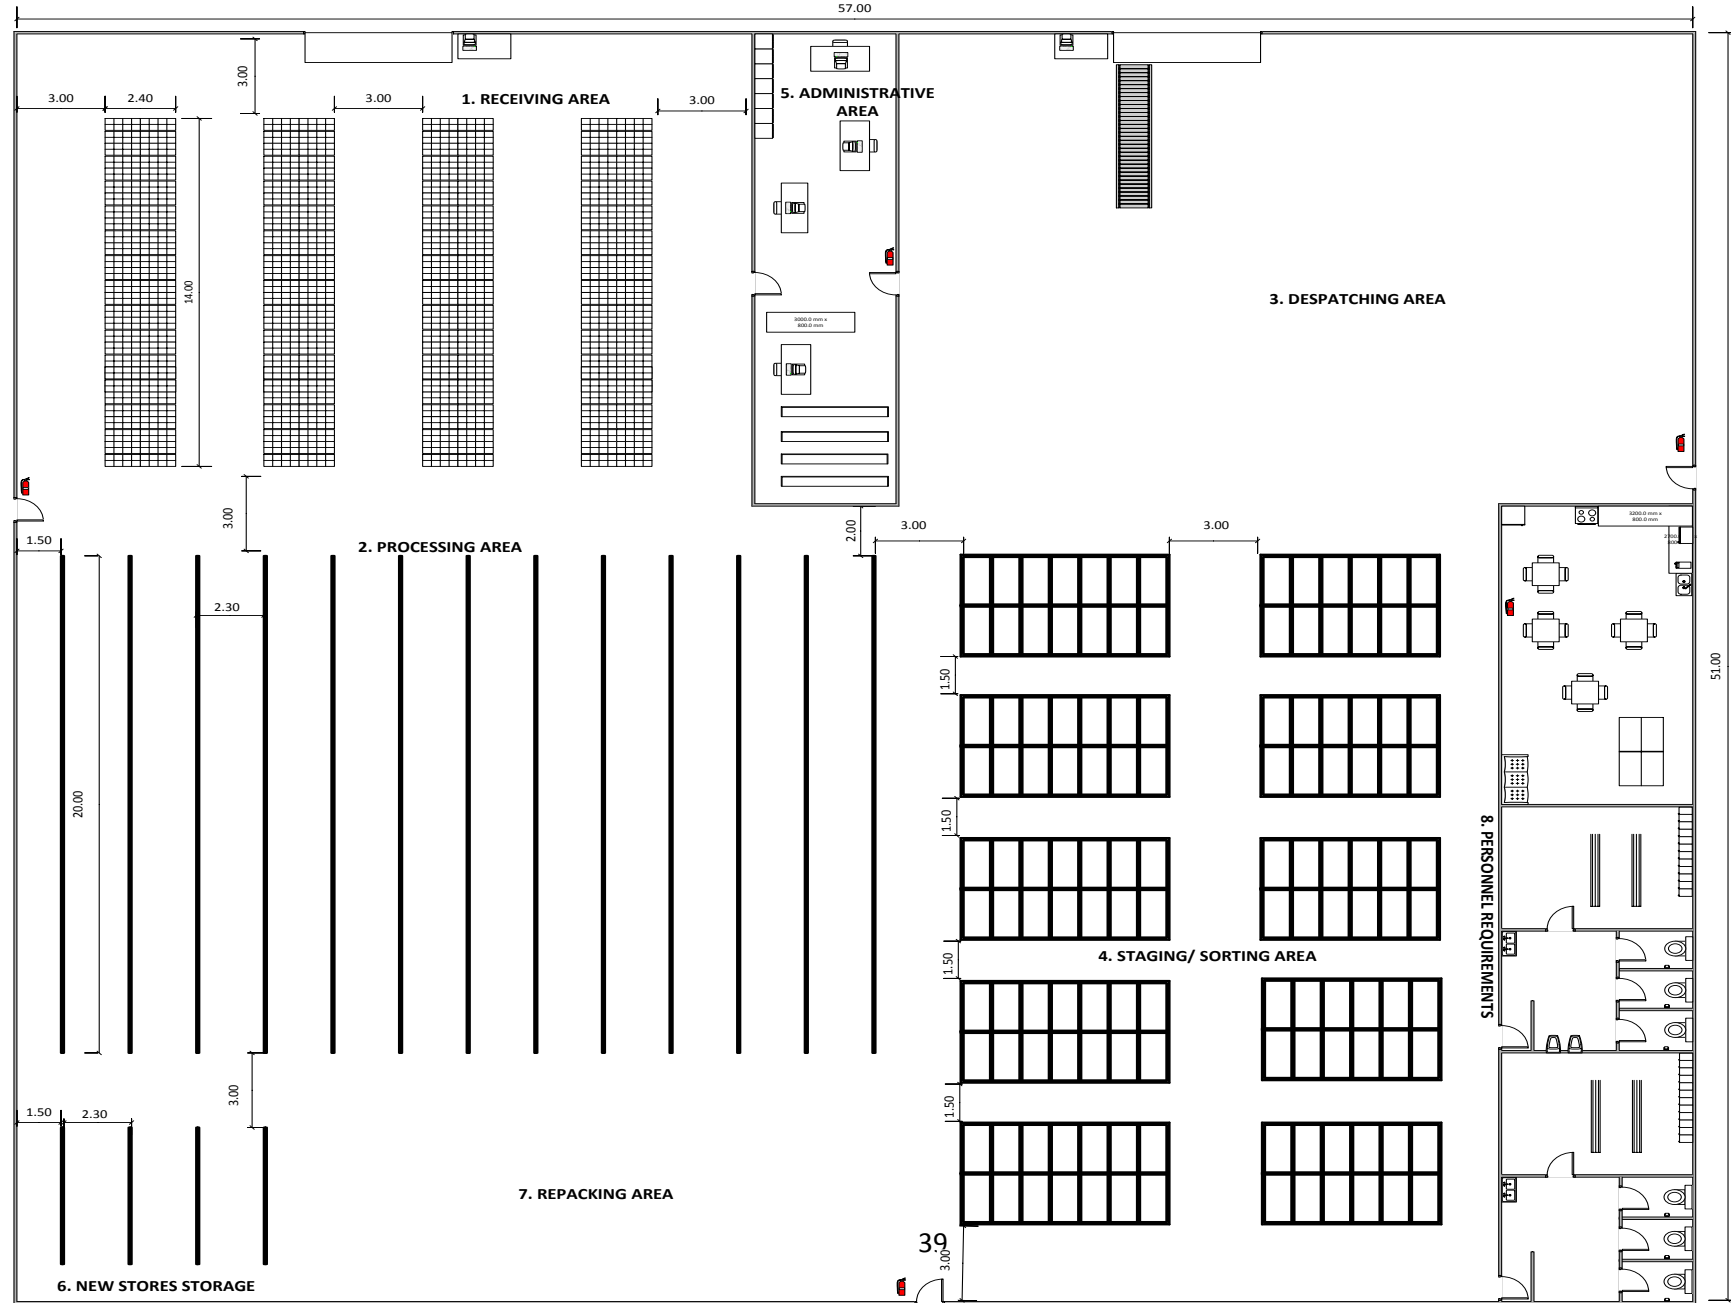 57.00
3.00
3.00
2.40
3.00
1. RECEIVING AREA
3.00
5. ADMINISTRATIVE
AREA
14.00
3000.0 mm x
800.0 mm
3. DESPATCHING AREA
3.00
2.00
3.00
3.00
3200.0 mm x
800.0 mm
1.50
2. PROCESSING AREA
2.30
1.50
51.00
20.00
1.50
8. PERSONNEL REQUIREMENTS
1.50
4. STAGING/ SORTING AREA
3.00
1.50
1.50
2.30
7. REPACKING AREA
39
3.00
6. NEW STORES STORAGE